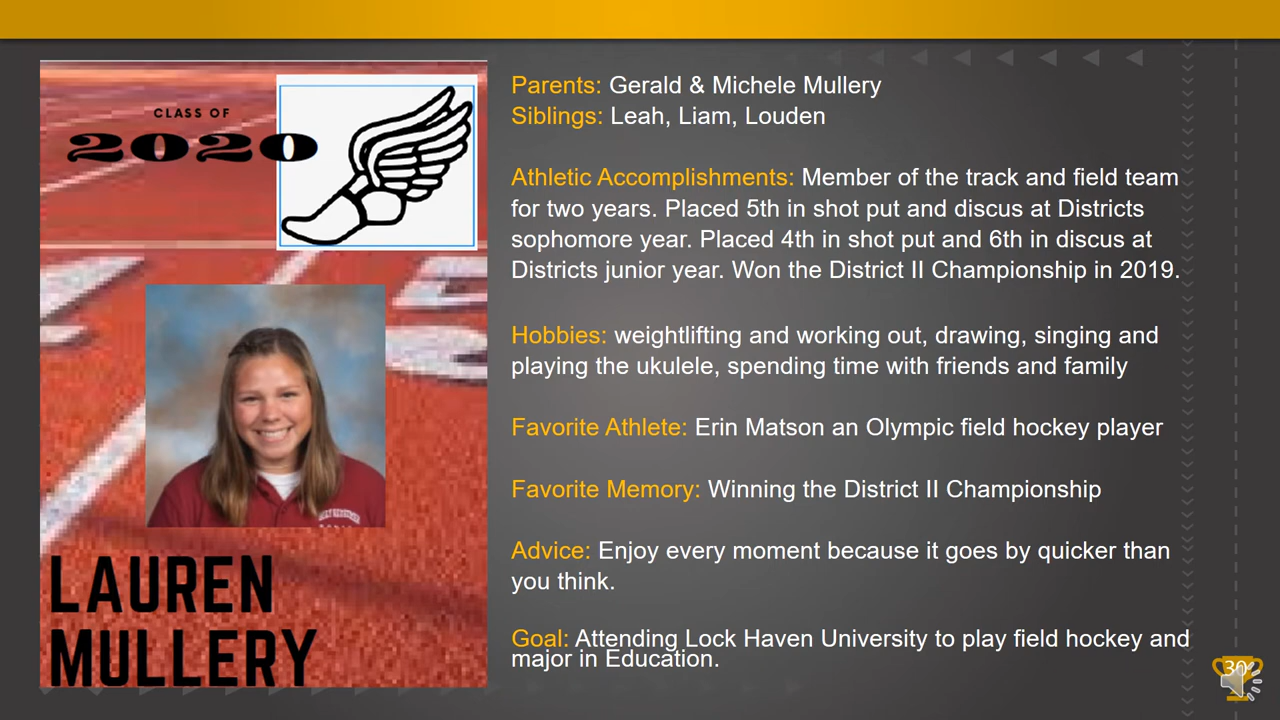 CLASS OF
2020
LAUREN
MULLERY
Parents: Gerald & Michele Mullery
Siblings: Leah, Liam, Louden
Athletic Accomplishments: Member of the track and field team
for two years. Placed 5th in shot put and discus at Districts
sophomore year. Placed 4th in shot put and 6th in discus at
Districts junior year. Won the District II Championship in 2019.
Hobbies: weightlifting and working out, drawing, singing and
playing the ukulele, spending time with friends and family
Favorite Athlete: Erin Matson an Olympic field hockey player
Favorite Memory: Winning the District II Championship
Advice: Enjoy every moment because it goes by quicker than
you think.
Goal: Attending Lock Haven University to play field hockey and
major in Education.
30